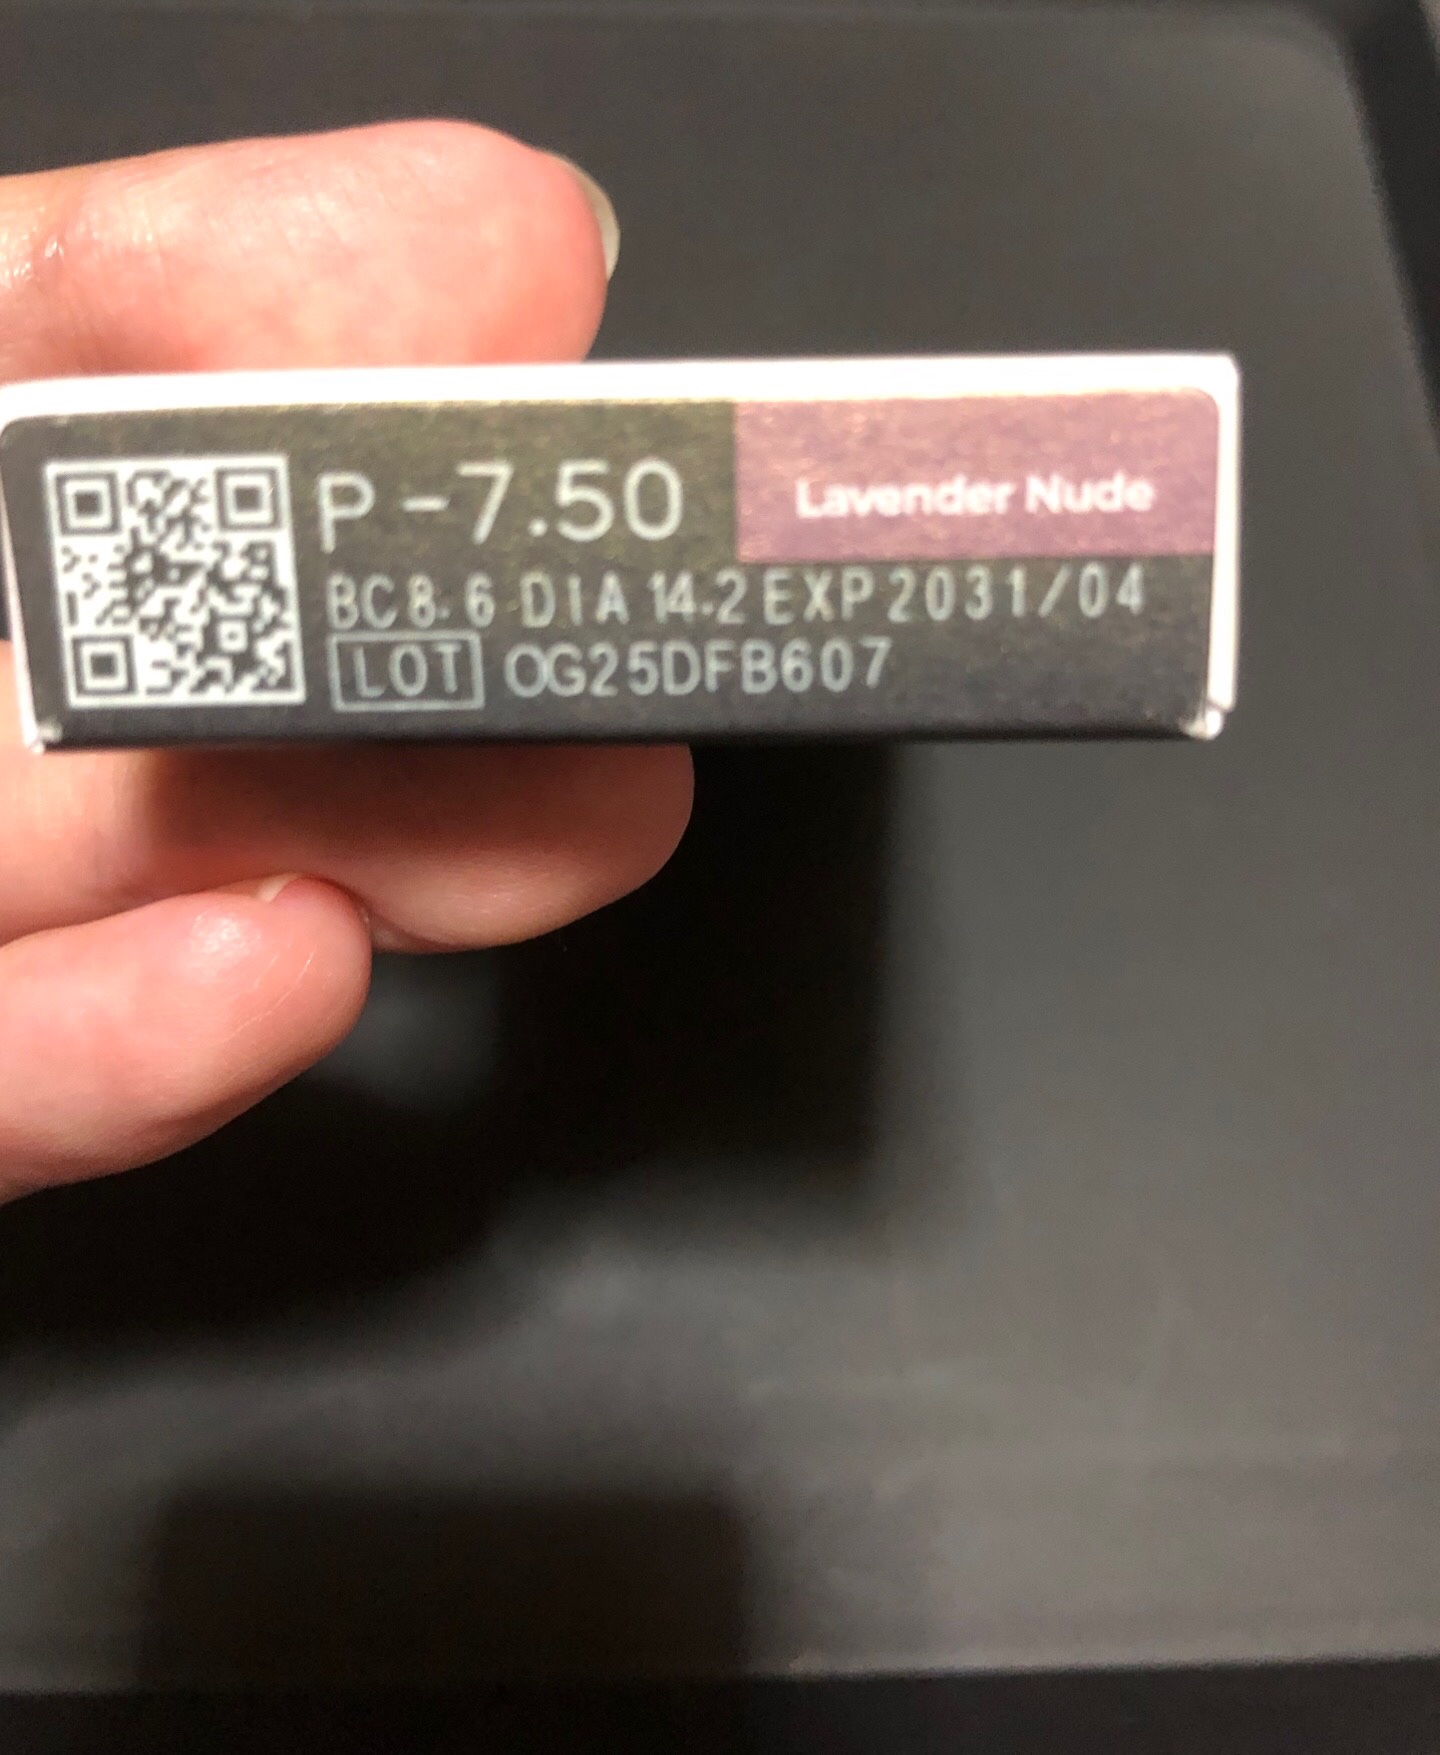 P -7.50
Lavender Nude
BC 8.6 DIA 14.2 EXP 2031/04
LOT OG25DFB607